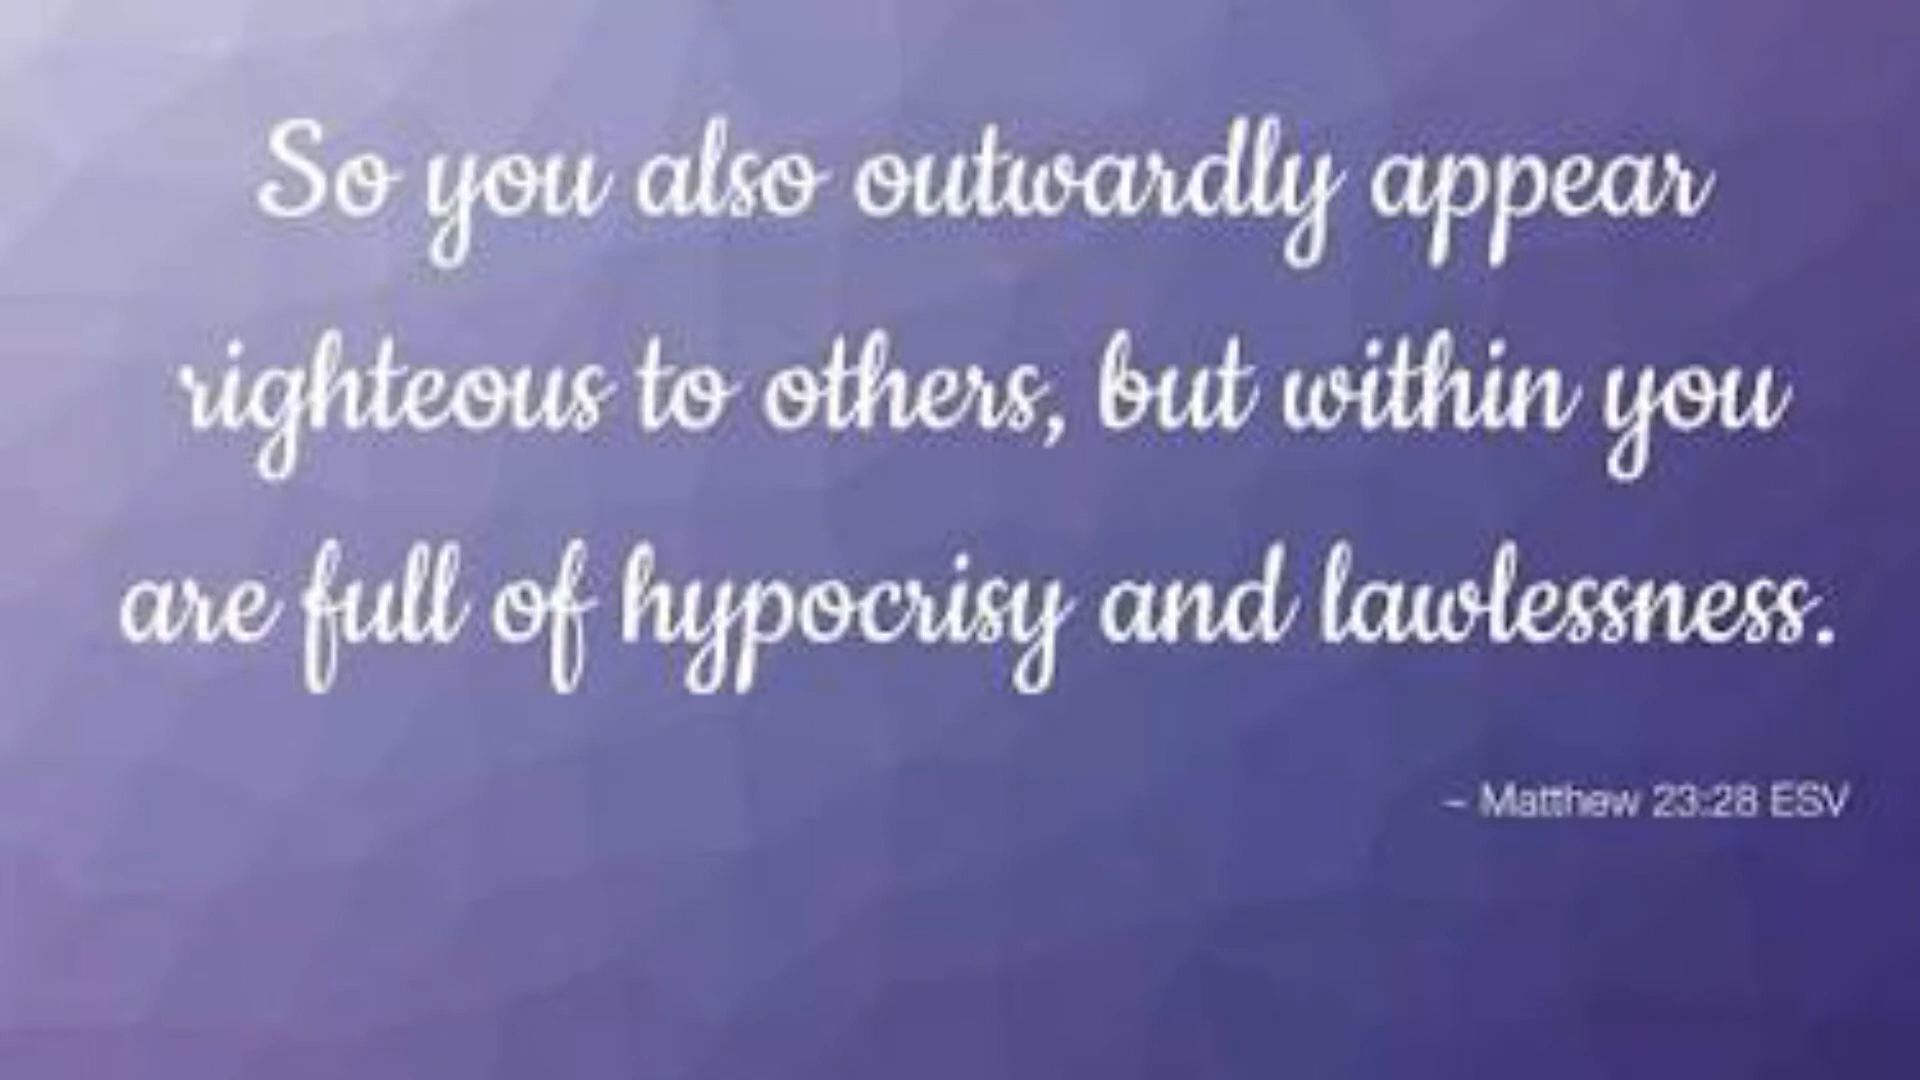 So you also outwardly appear
righteous to others, but within you
are full of hypocrisy and lawlessness.
– Matthew 23:28 ESV